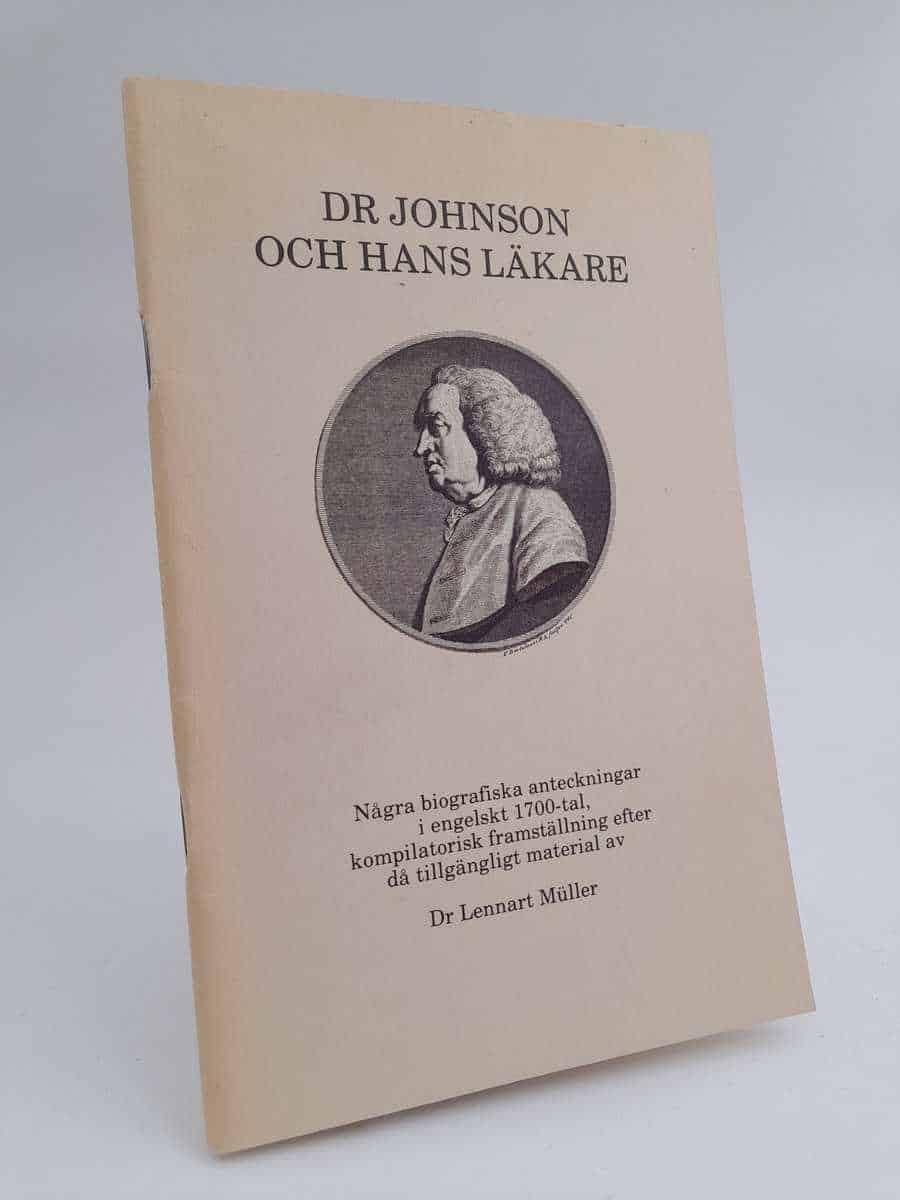 DR JOHNSON
OCH HANS LÄKARE
Några biografiska anteckningar
i engelskt 1700-tal,
kompilatorisk framställning efter
då tillgängligt material av
Dr Lennart Müller